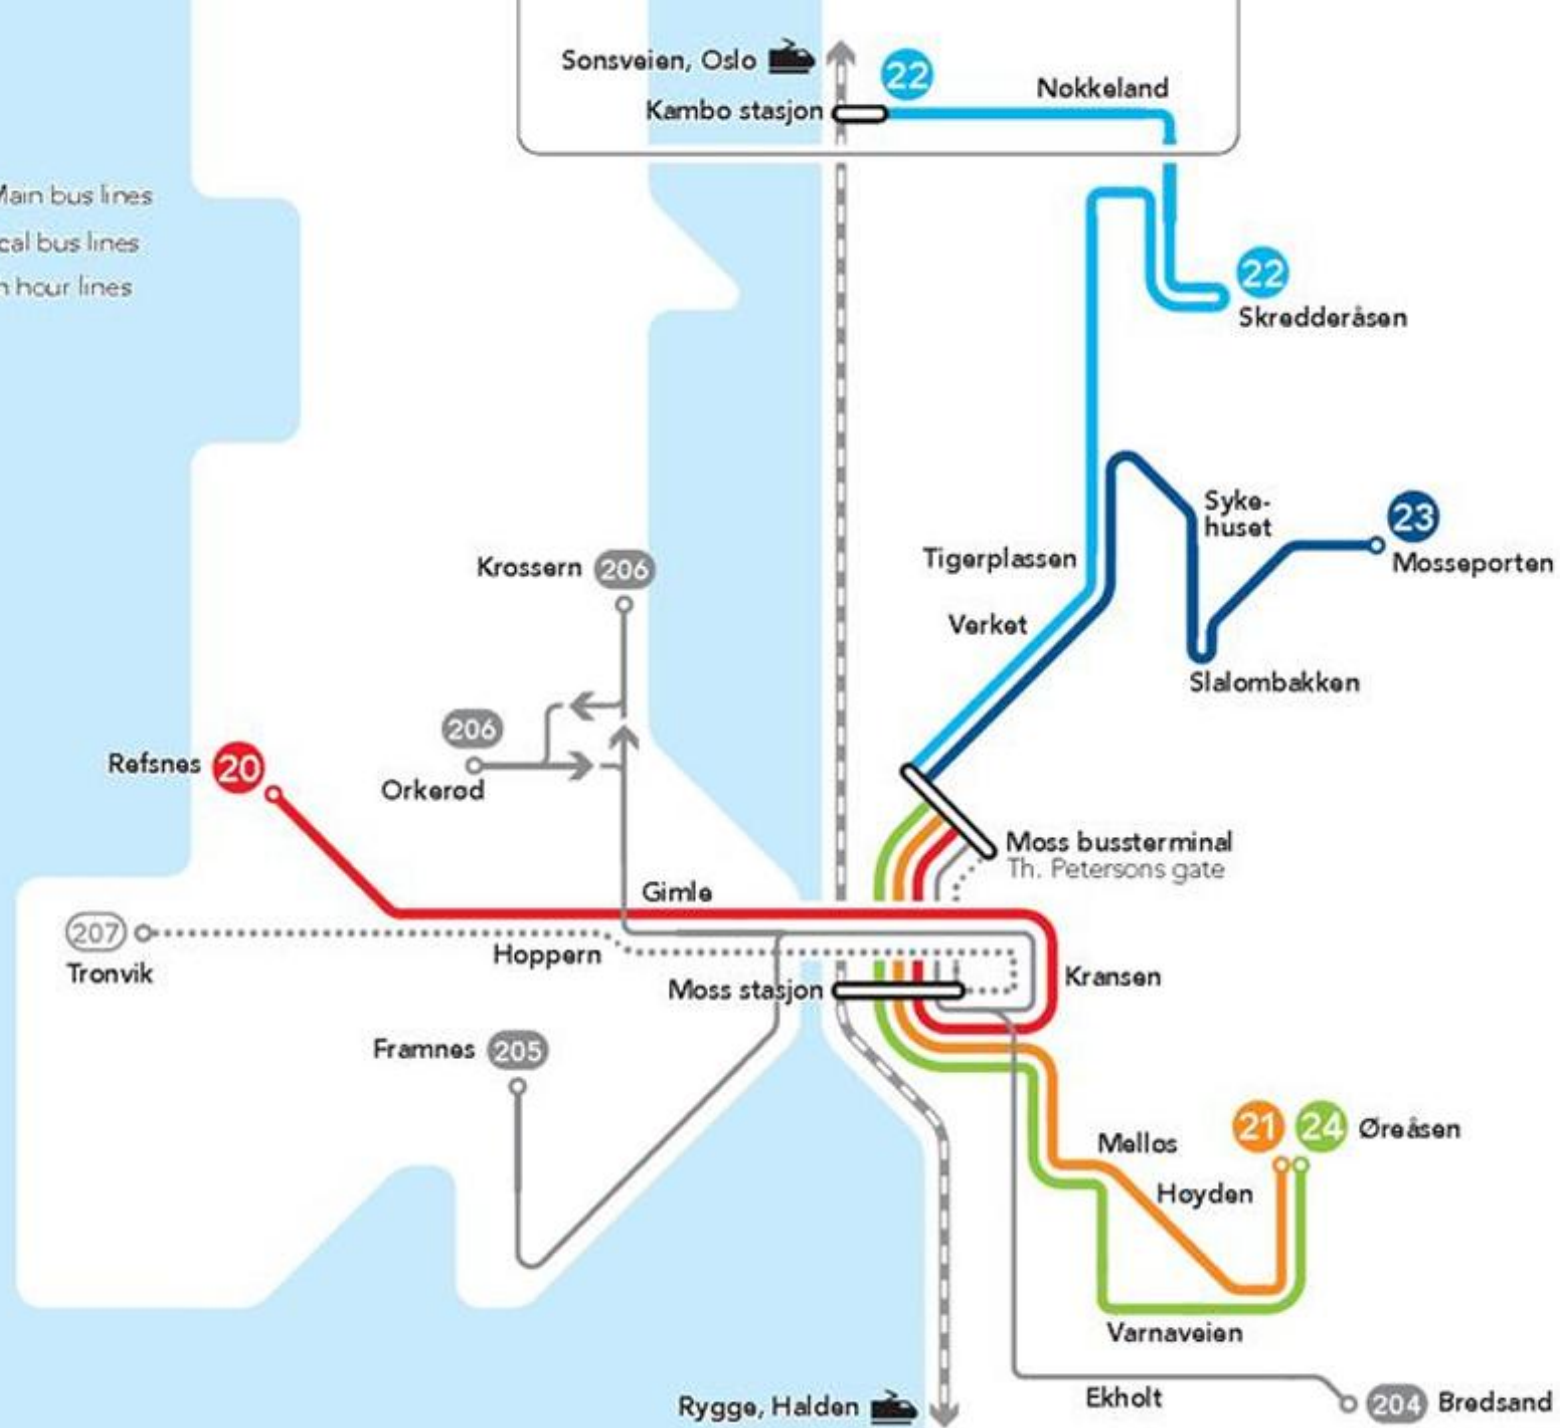 Sonsveien, Oslo
22
Kambo stasjon
Nøkkeland
Main bus lines
cal bus lines
hour lines
22
Skredderåsen
Syke-
huset
23
Mosseporten
Tigerplassen
Krossern 206
Verket
Slalombakken
206
Orkerød
Refsnes 20
Moss bussterminal
Th. Petersons gate
Gimle
207
Tronvik
Hoppern
Moss stasjon
Kransen
Framnes 205
21 24 Øreåsen
Mellos
Høyden
Varnaveien
Ekholt
204 Bredsand
Rygge, Halden